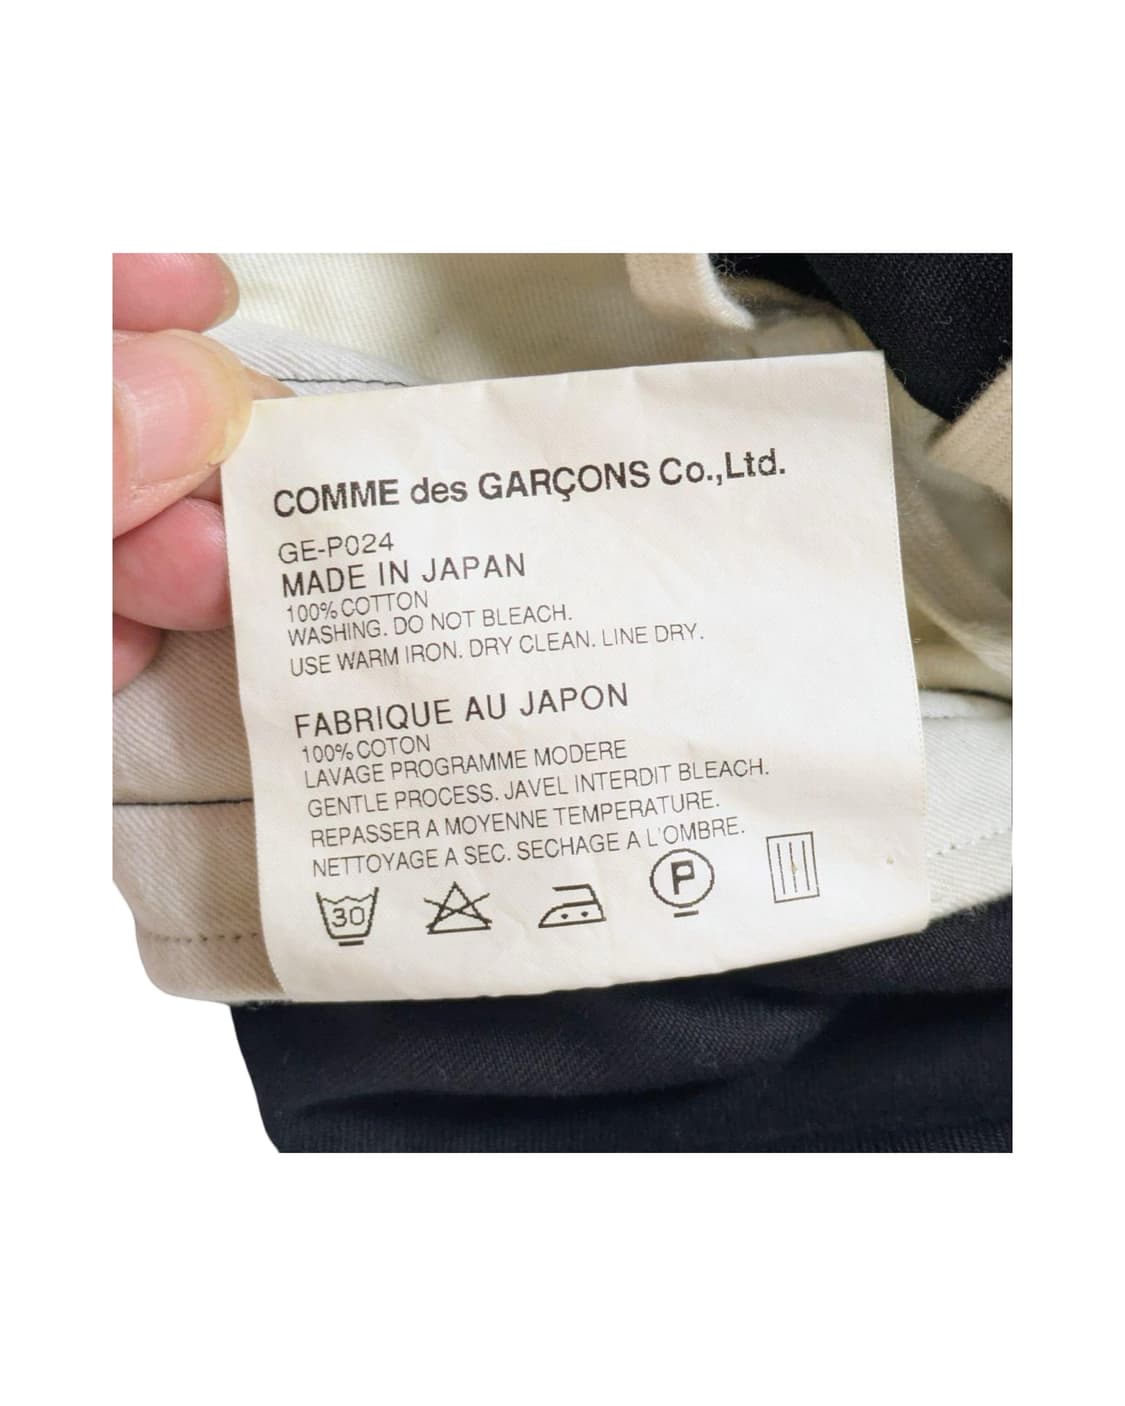 COMME des GARÇONS Co.,Ltd.
GE-P024
MADE IN JAPAN
100% COTTON
WASHING. DO NOT BLEACH.
USE WARM IRON. DRY CLEAN. LINE DRY.
FABRIQUE AU JAPON
100% COTON
LAVAGE PROGRAMME MODERE
GENTLE PROCESS. JAVEL INTERDIT BLEACH.
REPASSER A MOYENNE TEMPERATURE.
NETTOYAGE A SEC. SECHAGE A L'OMBRE.
30 P